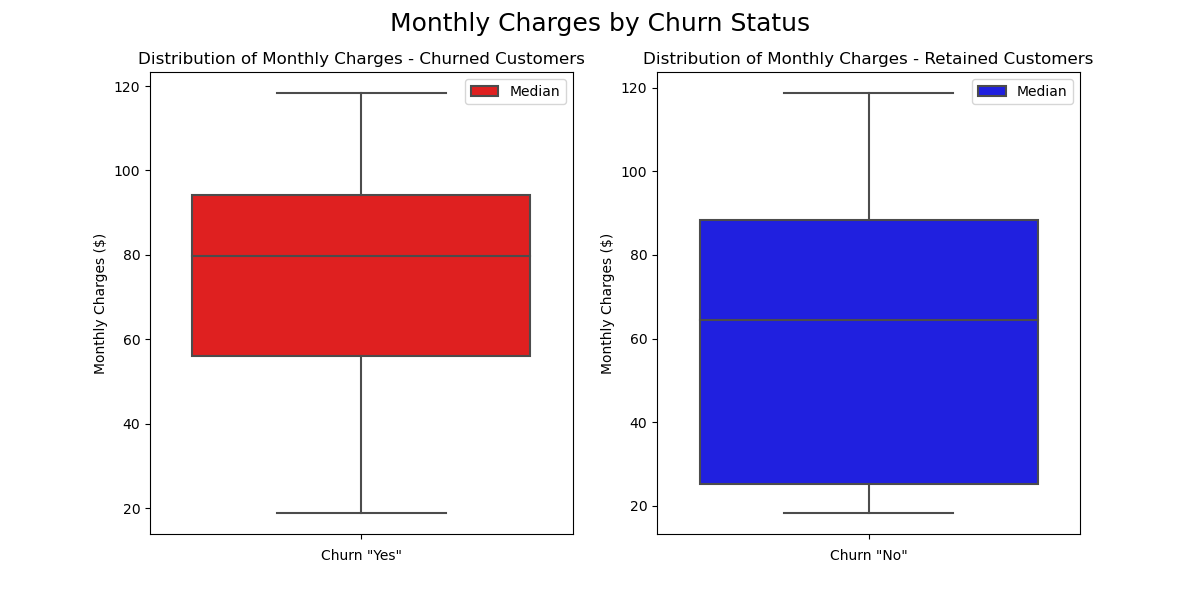 Monthly Charges by Churn Status
Distribution of Monthly Charges - Churned Customers
Median
120
100
80
60
40
20
Monthly Charges ($)
Churn "Yes"
Distribution of Monthly Charges - Retained Customers
Median
120
100
80
60
40
20
Monthly Charges ($)
Churn "No"